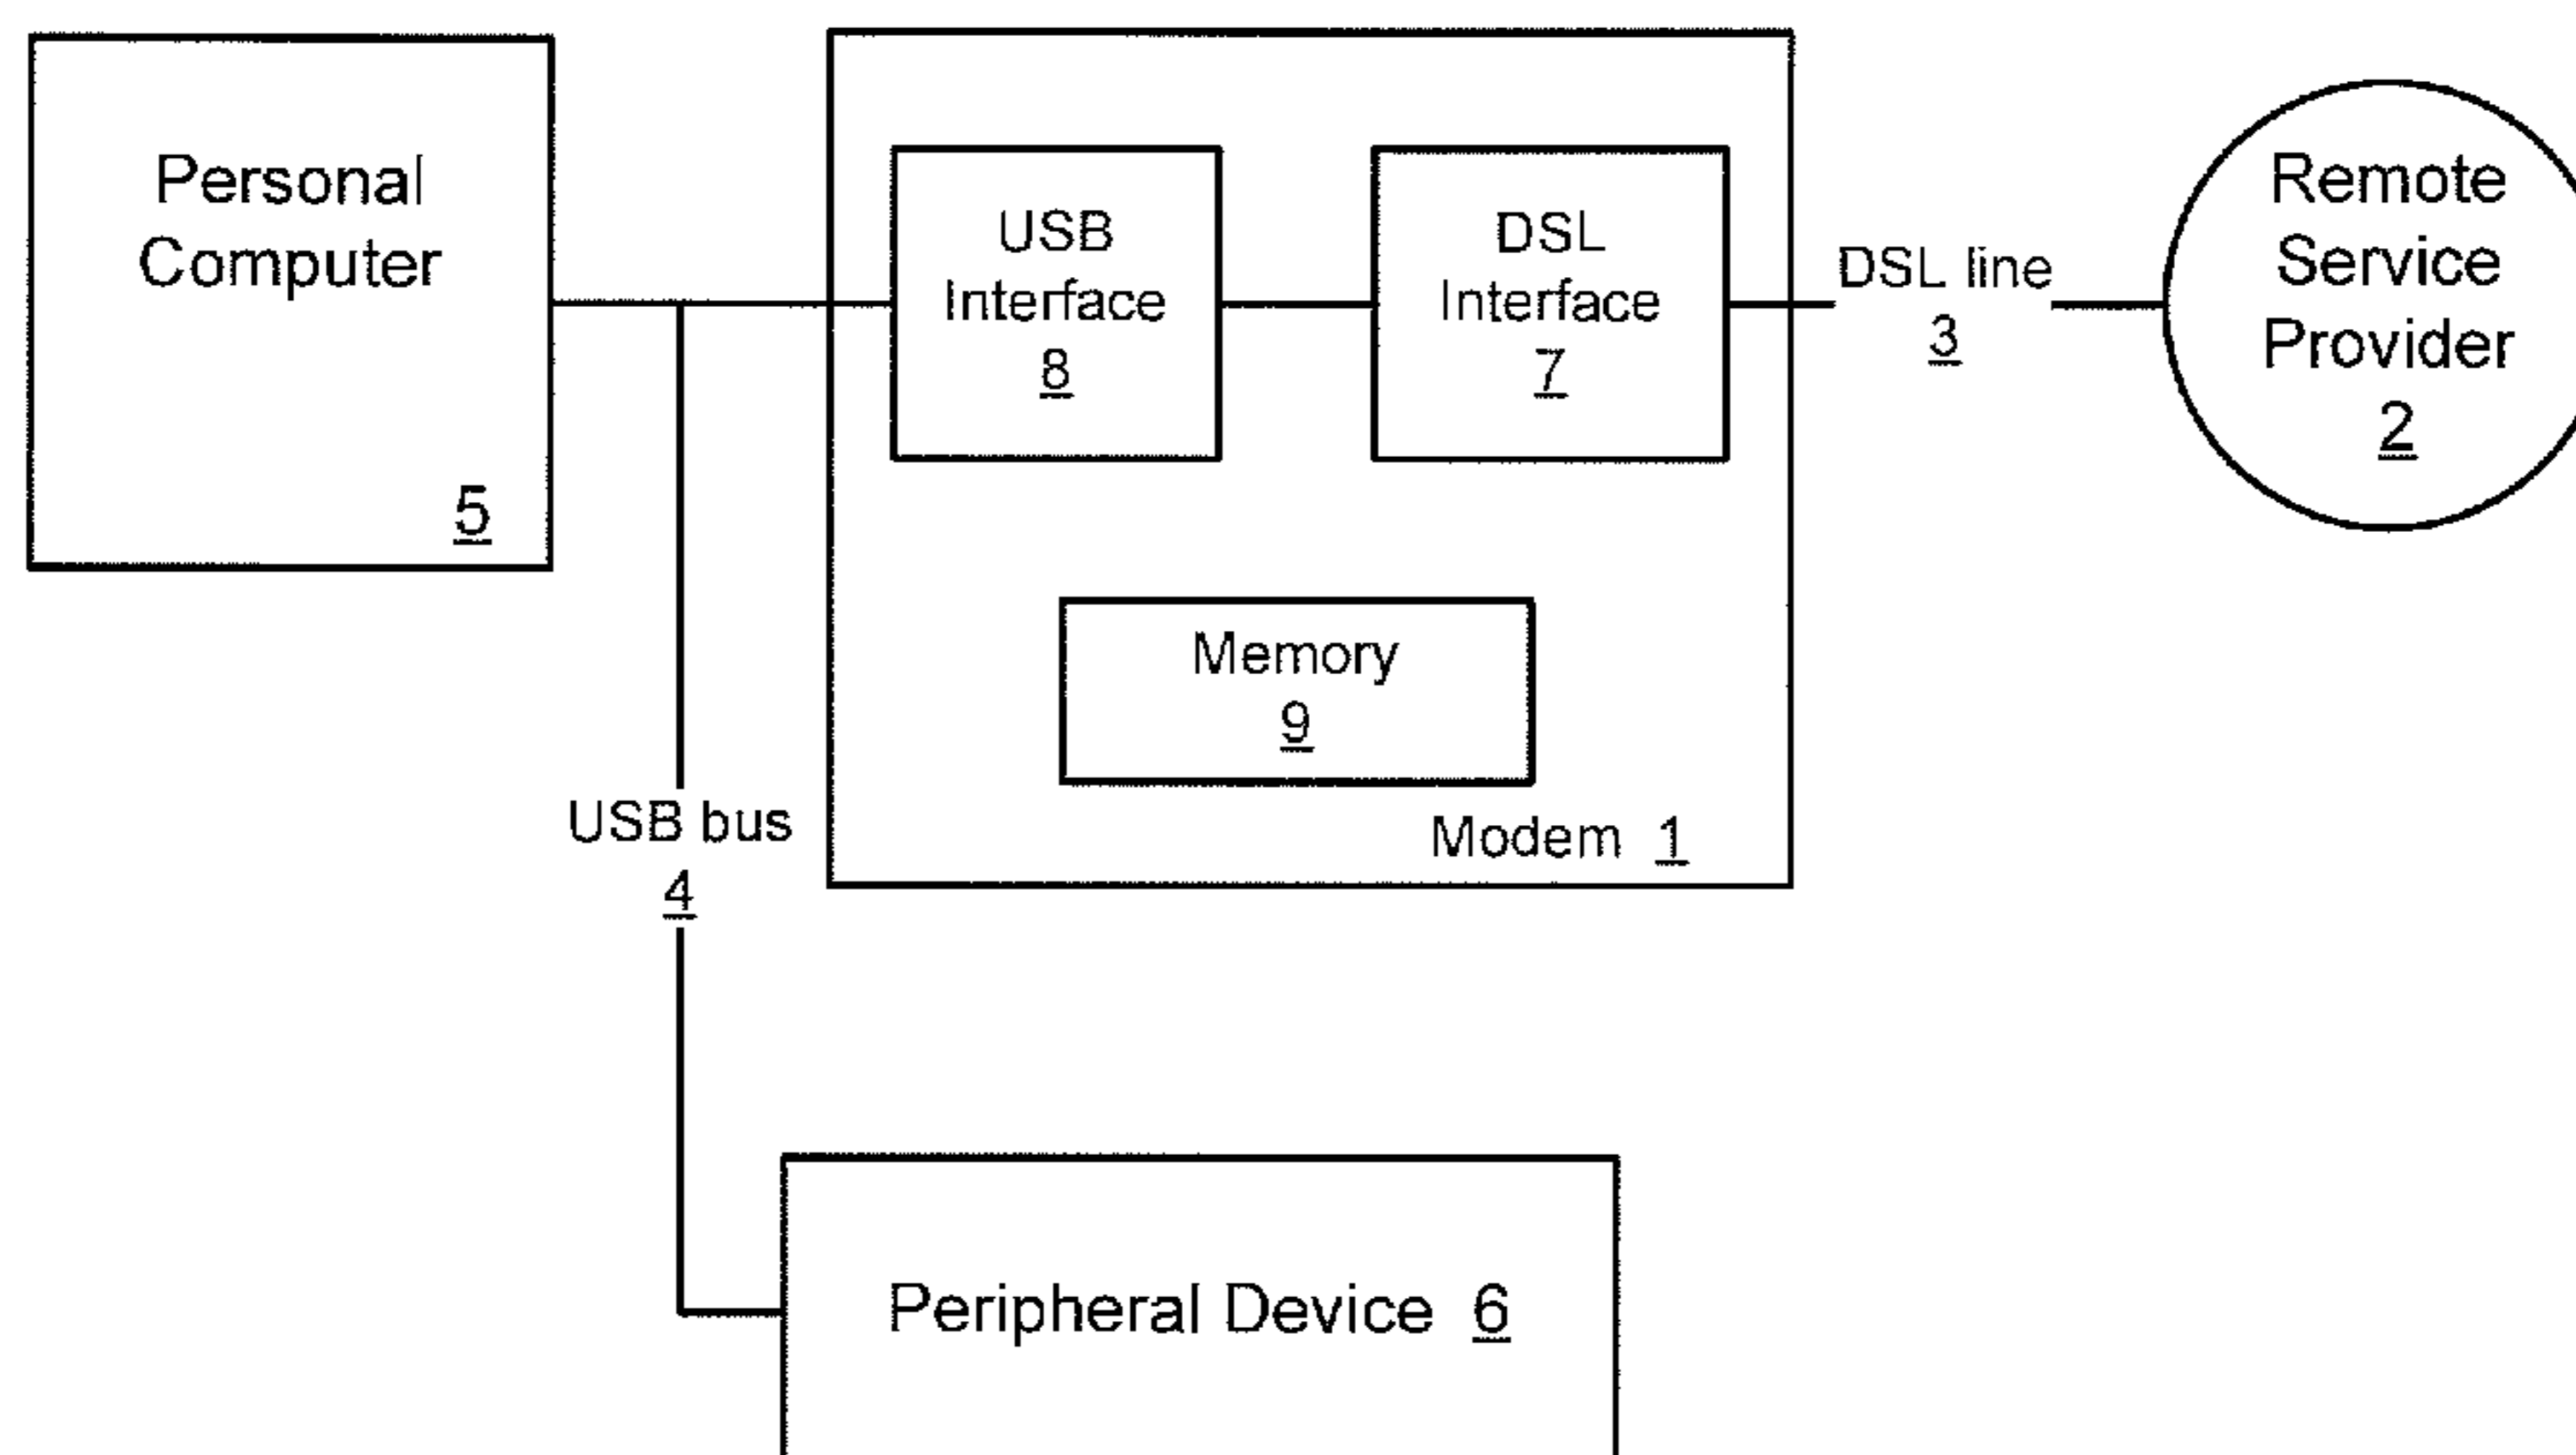 Personal
Computer
5
USB
Interface
8
DSL
Interface
7
DSL line
3
Remote
Service
Provider
2
Memory
9
Modem 1
USB bus
4
Peripheral Device 6